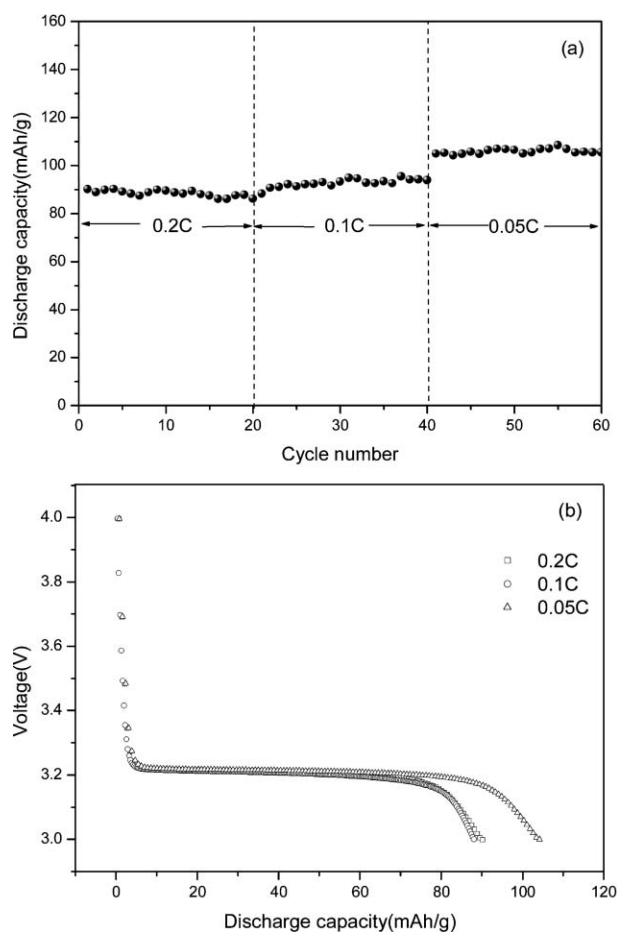 (a)
Discharge capacity(mAh/g)
160
140
120
100
80
60
40
20
0
0.2C
0.1C
0.05C
0 10 20 30 40 50 60
Cycle number
(b)
Voltage(V)
4.0
3.8
3.6
3.4
3.2
3.0
0.2C
0.1C
0.05C
0 20 40 60 80 100 120
Discharge capacity(mAh/g)